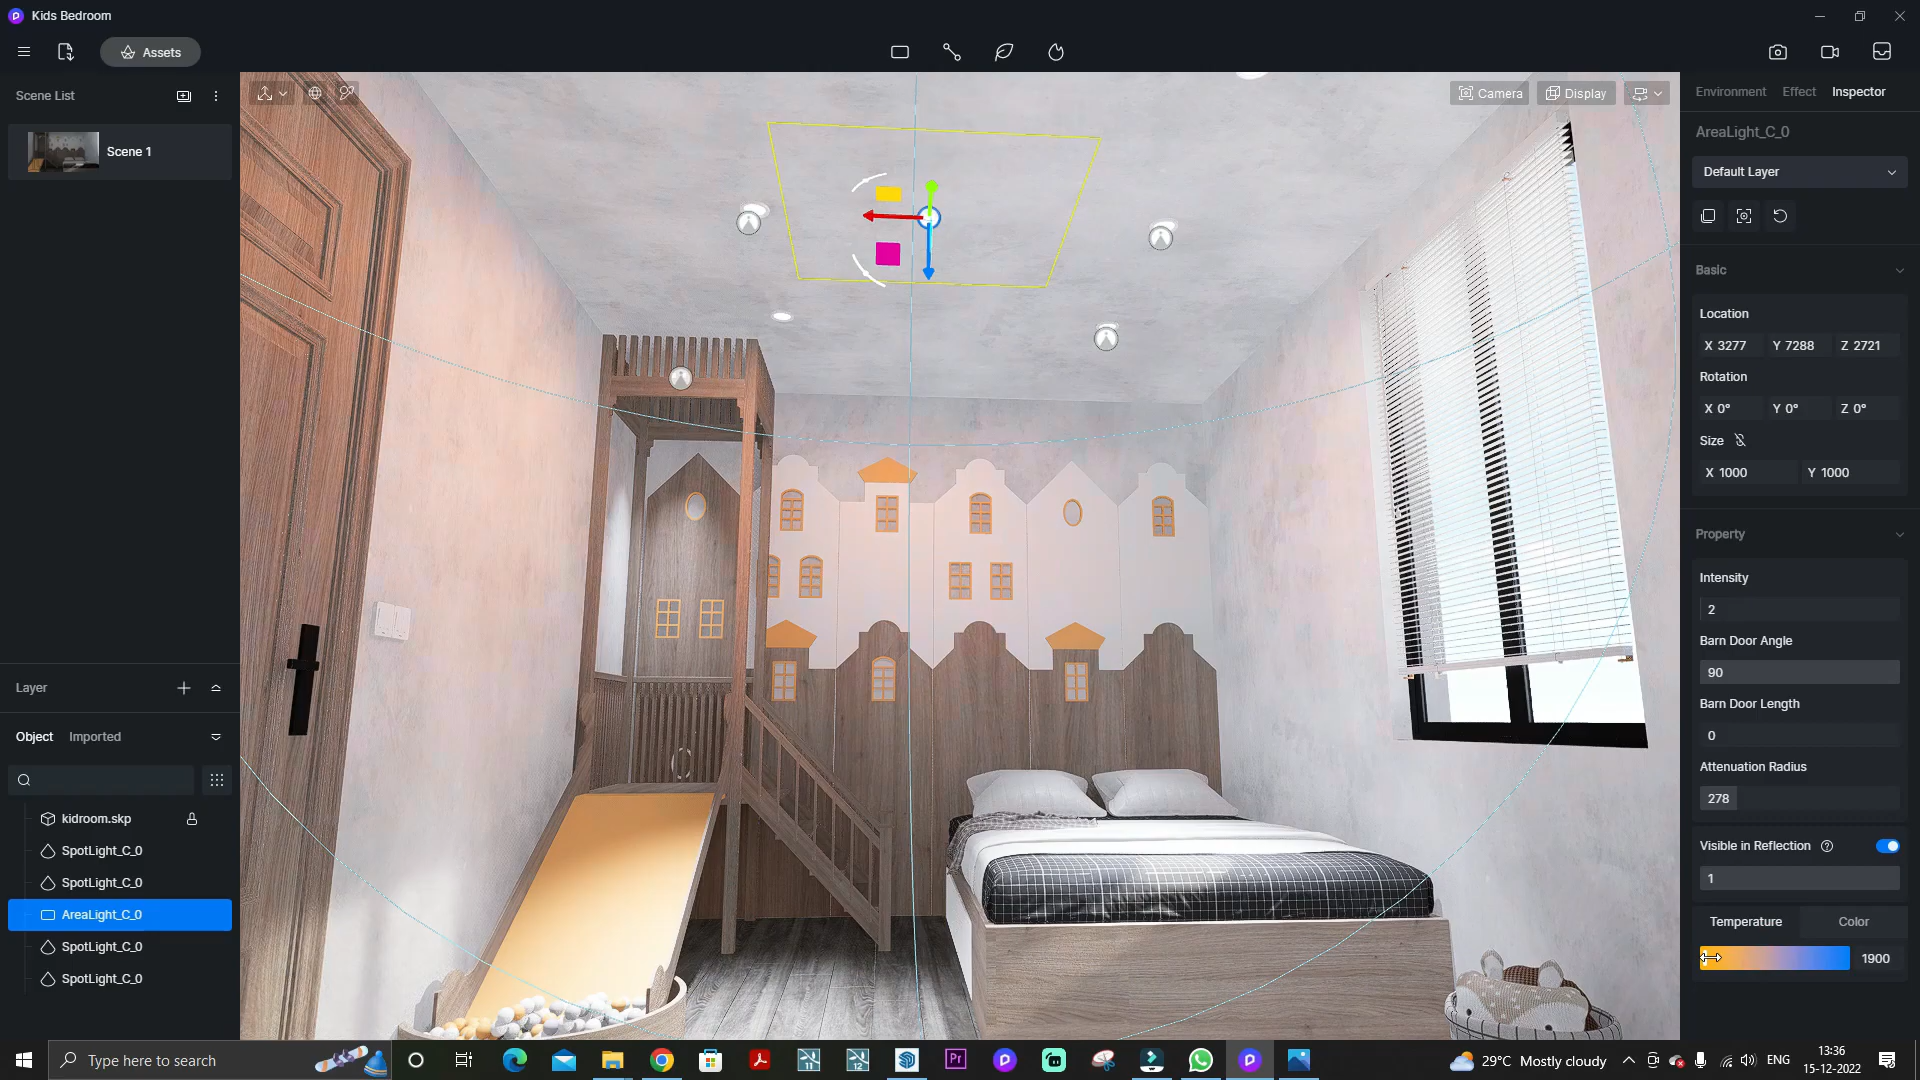 Kids Bedroom
Assets
Scene List
Scene 1
Camera
Display
Environment
Effect
Inspector
AreaLight_C_0
Default Layer
Basic
Location
X 3277
Y 7288
Z 2721
Rotation
X 0°
Y 0°
Z 0°
Size
X 1000
Y 1000
Property
Intensity
2
Barn Door Angle
90
Barn Door Length
0
Attenuation Radius
278
Visible in Reflection
1
Temperature
Color
1900
Layer
Object
Imported
kidroom.skp
SpotLight_C_0
SpotLight_C_0
AreaLight_C_0
SpotLight_C_0
SpotLight_C_0
Type here to search
Pr
11
12
29°C Mostly cloudy
ENG
13:36
15-12-2022